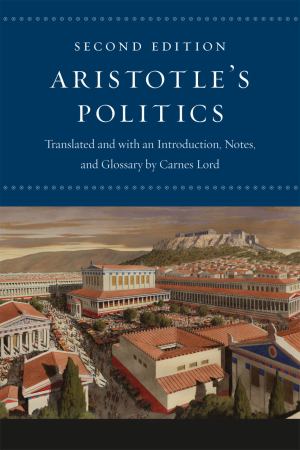 SECOND EDITION
ARISTOTLE'S
POLITICS
Translated and with an Introduction, Notes,
and Glossary by Carnes Lord